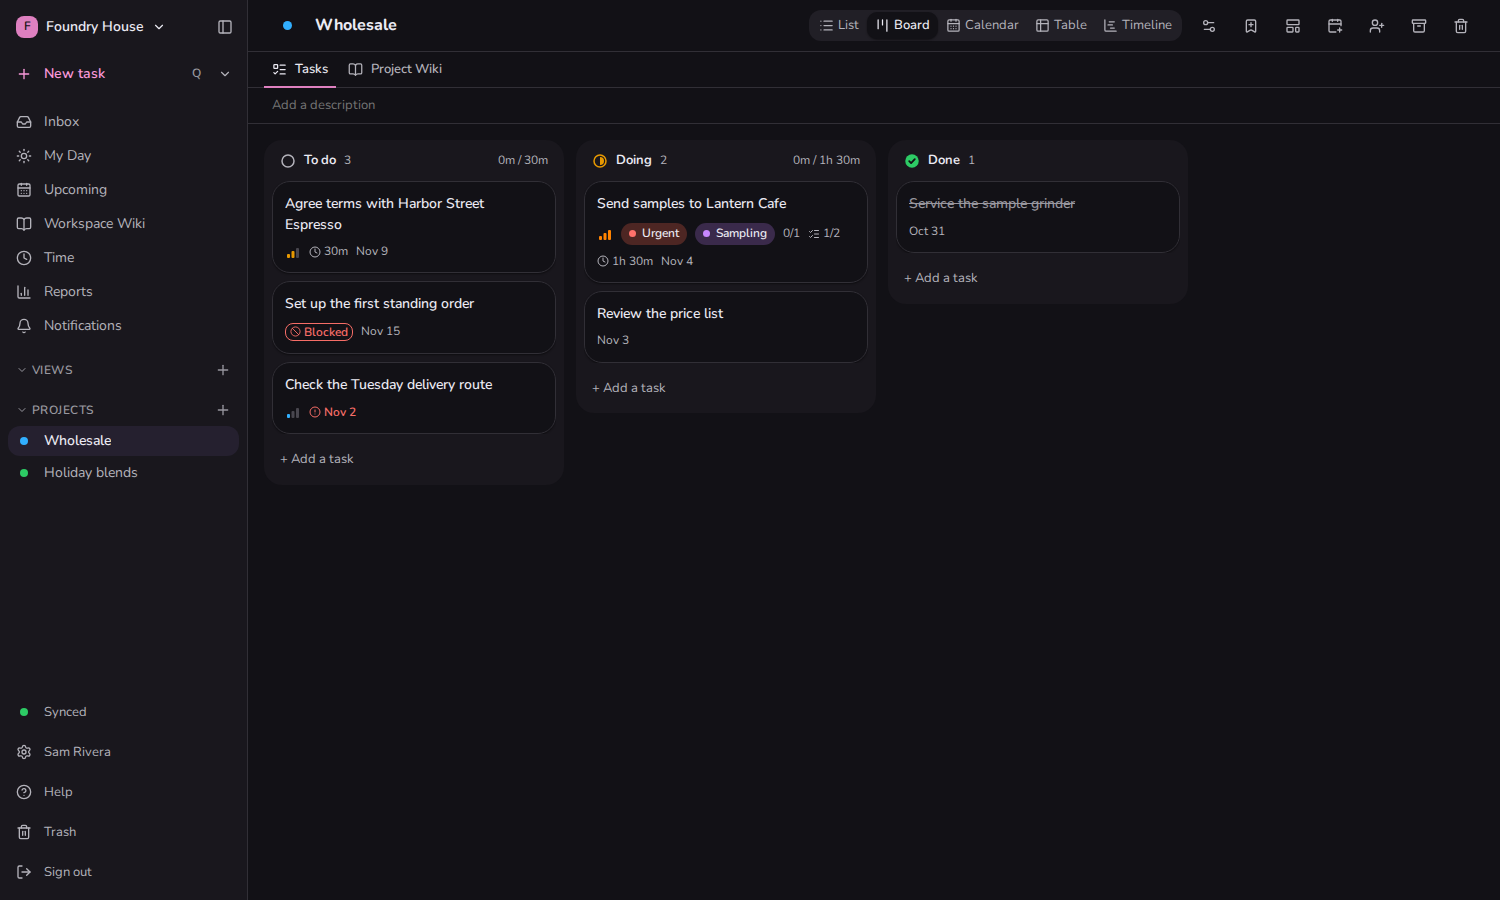 F Foundry House
New task Q
Inbox
My Day
Upcoming
Workspace Wiki
Time
Reports
Notifications
VIEWS
PROJECTS
Wholesale
Holiday blends
Synced
Sam Rivera
Help
Trash
Sign out
Wholesale
List Board Calendar Table Timeline
Tasks Project Wiki
Add a description
To do 3 0m / 30m
Agree terms with Harbor Street
Espresso
30m Nov 9
Set up the first standing order
Blocked Nov 15
Check the Tuesday delivery route
Nov 2
+ Add a task
Doing 2 0m / 1h 30m
Send samples to Lantern Cafe
Urgent Sampling 0/1 1/2
1h 30m Nov 4
Review the price list
Nov 3
+ Add a task
Done 1
Service the sample grinder
Oct 31
+ Add a task